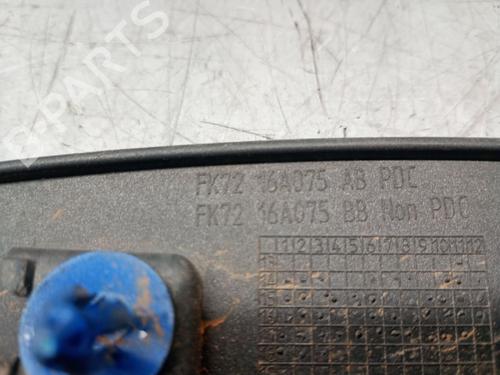 B-PARTS
FK72 16A075 AB PDC
FK72 16A075 BB Non PDC
1 2 3 4 5 6 7 8 9 10 11 12